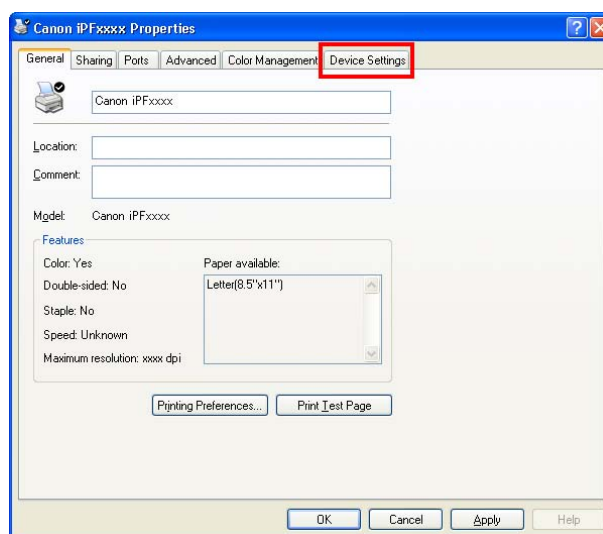 Canon iPFxxxx Properties
General Sharing Ports Advanced Color Management Device Settings
Canon iPFxxxx
Location:
Comment:
Model: Canon iPFxxxx
Features
Color: Yes Paper available:
Double-sided: No Letter(8.5"x11")
Staple: No
Speed: Unknown
Maximum resolution: xxxx dpi
Printing Preferences... Print Test Page
OK Cancel Apply Help